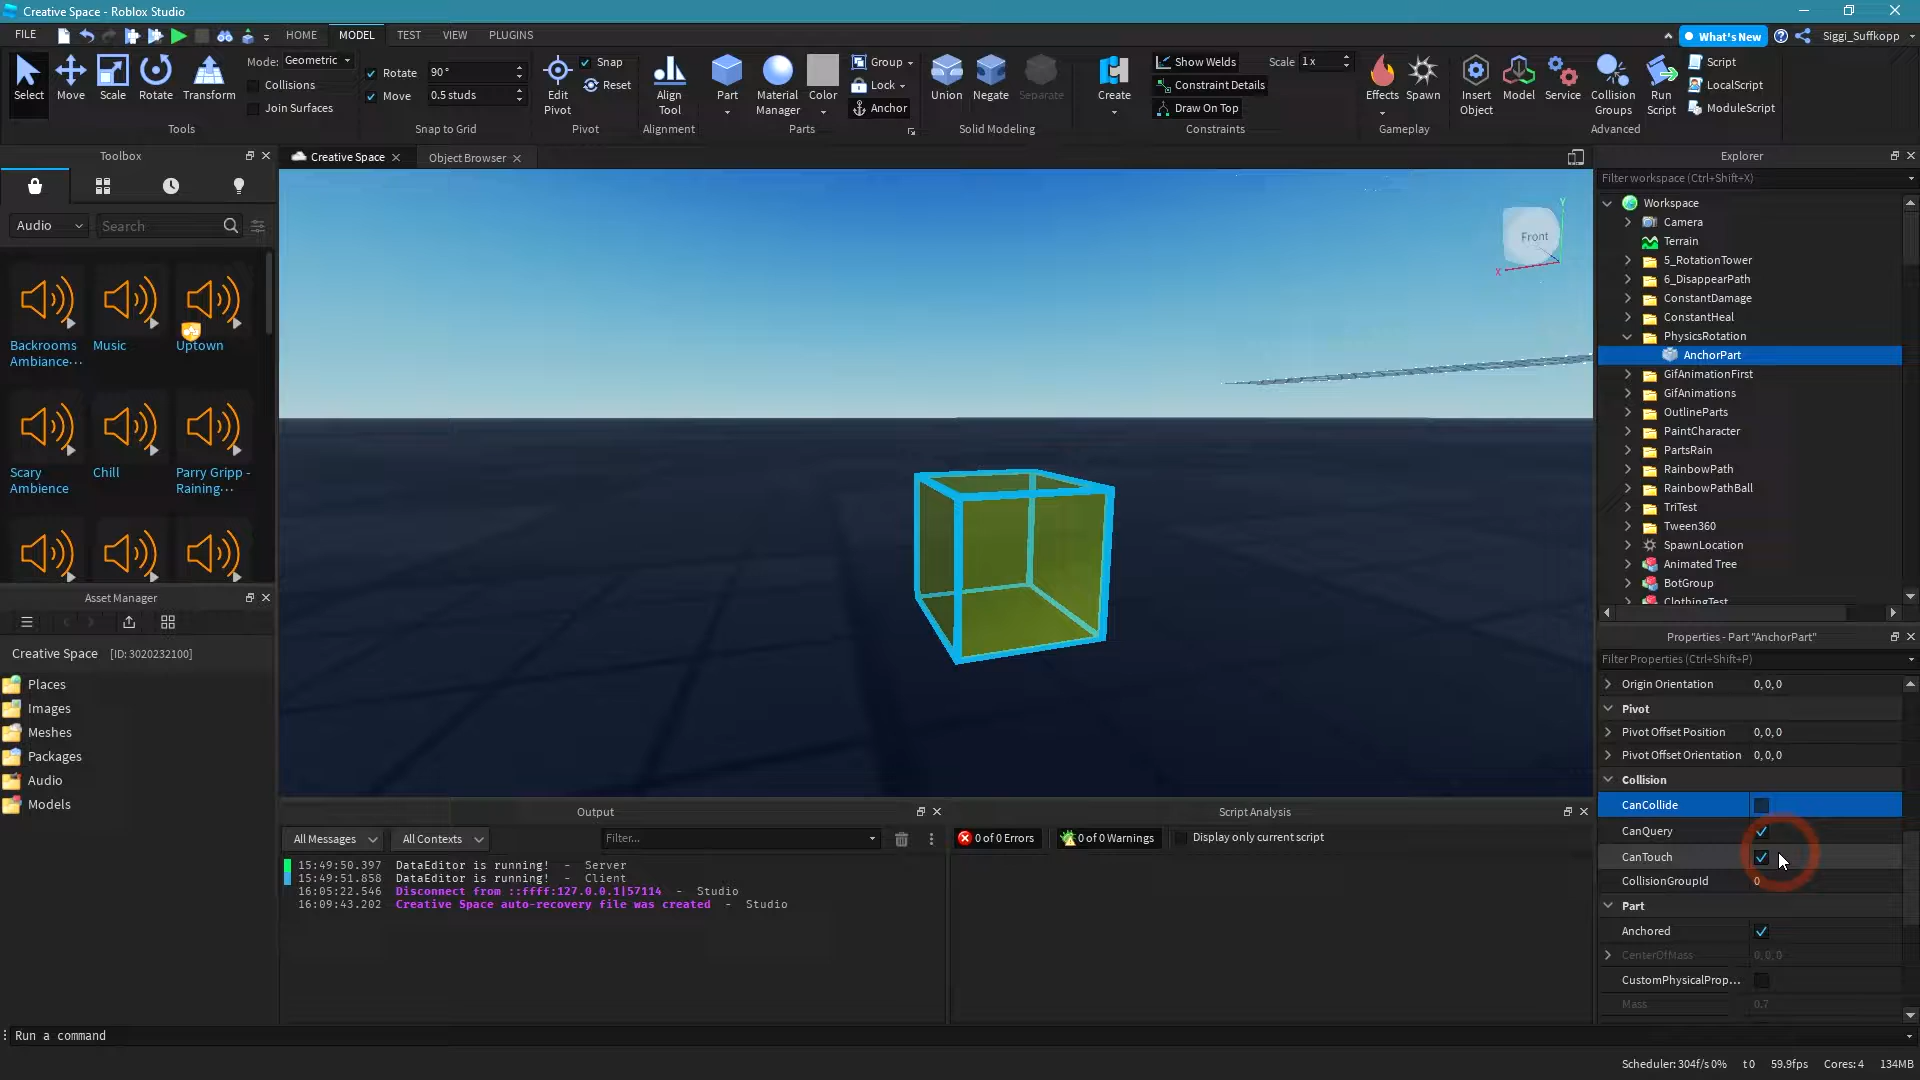 Creative Space - Roblox Studio
FILE
HOME
MODEL
TEST
VIEW
PLUGINS
What's New
Siggi_Suffkopp
Select
Move
Scale
Rotate
Transform
Mode: Geometric
Collisions
Join Surfaces
Tools
Rotate 90°
Move 0.5 studs
Snap to Grid
Edit
Pivot
Snap
Reset
Pivot
Align
Tool
Alignment
Part
Material
Manager
Color
Group
Lock
Anchor
Parts
Union
Negate
Separate
Solid Modeling
Create
Show Welds
Constraint Details
Draw On Top
Scale 1x
Constraints
Effects
Spawn
Gameplay
Insert
Object
Model
Service
Collision
Groups
Run
Script
Script
LocalScript
ModuleScript
Advanced
Toolbox
Audio
Search
Backrooms
Ambiance···
Music
Uptown
Scary
Ambience
Chill
Parry Gripp -
Raining···
Asset Manager
Creative Space [ID: 3020232100]
Places
Images
Meshes
Packages
Audio
Models
Creative Space
Object Browser
Front
Y
X
Output
All Messages
All Contexts
Filter...
15:49:50.397 DataEditor is running! - Server
15:49:51.858 DataEditor is running! - Client
16:05:22.546 Disconnect from ::ffff:127.0.0.1|57114 - Studio
16:09:43.202 Creative Space auto-recovery file was created - Studio
Script Analysis
0 of 0 Errors
0 of 0 Warnings
Display only current script
Explorer
Filter workspace (Ctrl+Shift+X)
Workspace
Camera
Terrain
5_RotationTower
6_DisappearPath
ConstantDamage
ConstantHeal
PhysicsRotation
AnchorPart
GifAnimationFirst
GifAnimations
OutlineParts
PaintCharacter
PartsRain
RainbowPath
RainbowPathBall
TriTest
Tween360
SpawnLocation
Animated Tree
BotGroup
ClothingTest
Properties - Part "AnchorPart"
Filter Properties (Ctrl+Shift+P)
Origin Orientation 0, 0, 0
Pivot
Pivot Offset Position 0, 0, 0
Pivot Offset Orientation 0, 0, 0
Collision
CanCollide
CanQuery
CanTouch
CollisionGroupId 0
Part
Anchored
CenterOfMass 0, 0, 0
CustomPhysicalProp...
Mass 0.7
Run a command
Scheduler: 304f/s 0% t 0 59.9fps Cores: 4 134MB